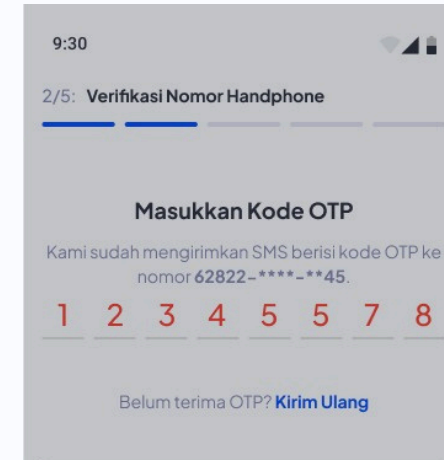 9:30
2/5: Verifikasi Nomor Handphone
Masukkan Kode OTP
Kami sudah mengirimkan SMS berisi kode OTP ke
nomor 62822-****-**45.
1 2 3 4 5 5 7 8
Belum terima OTP? Kirim Ulang